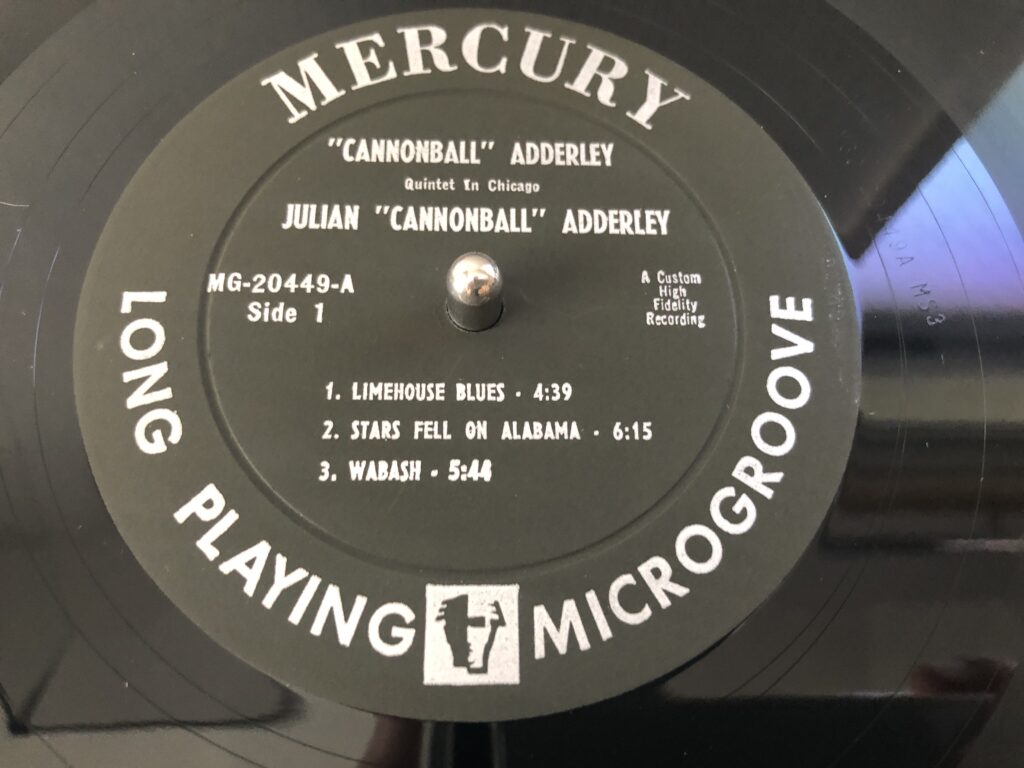 MERCURY
"CANNONBALL" ADDERLEY
Quintet In Chicago
JULIAN "CANNONBALL" ADDERLEY
MG-20449-A
Side 1
A Custom
High
Fidelity
Recording
1. LIMEHOUSE BLUES · 4:39
2. STARS FELL ON ALABAMA · 6:15
3. WABASH · 5:44
LONG PLAYING MICROGROOVE